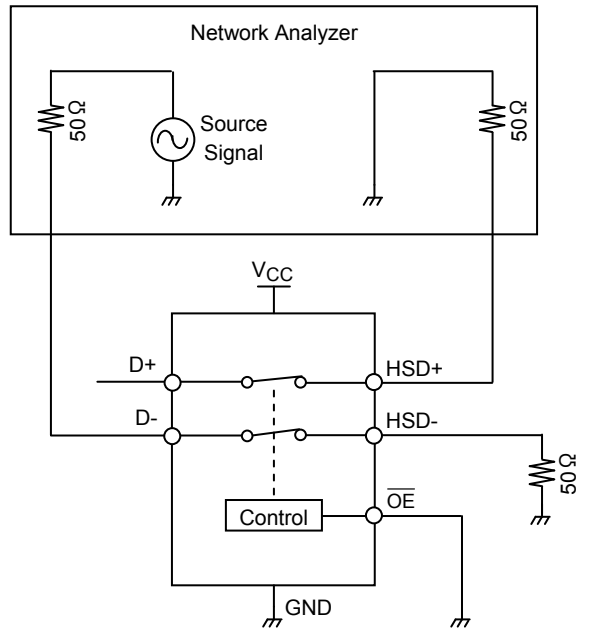 Network Analyzer
50 Ω
Source
Signal
50 Ω
VCC
D+
HSD+
D-
HSD-
50 Ω
OE
Control
GND